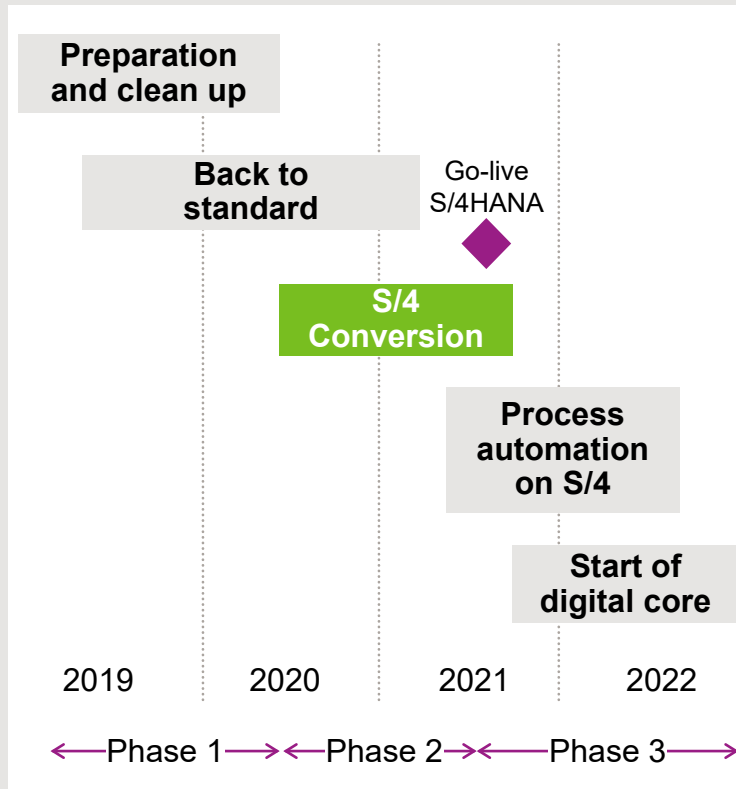 Preparation
and clean up
Back to
standard
Go-live
S/4HANA
S/4
Conversion
Process
automation
on S/4
Start of
digital core
2019 2020 2021 2022
Phase 1 Phase 2 Phase 3